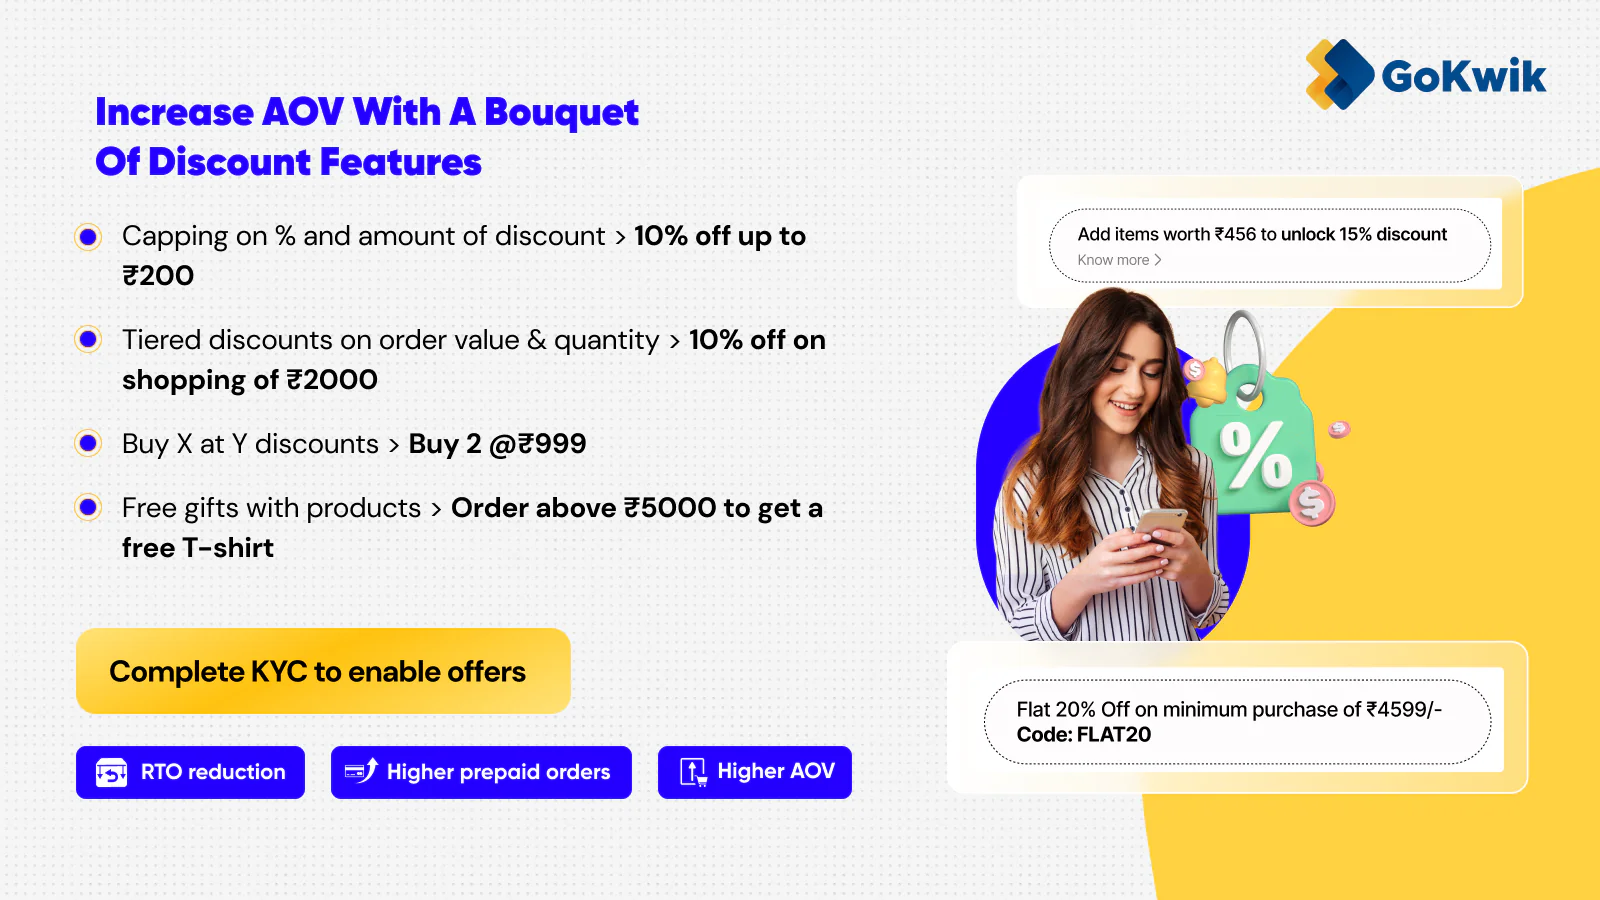 GoKwik
Increase AOV With A Bouquet
Of Discount Features
Capping on % and amount of discount > 10% off up to
₹200
Tiered discounts on order value & quantity > 10% off on
shopping of ₹2000
Buy X at Y discounts > Buy 2 @₹999
Free gifts with products > Order above ₹5000 to get a
free T-shirt
Complete KYC to enable offers
RTO reduction
Higher prepaid orders
Higher AOV
Add items worth ₹456 to unlock 15% discount
Know more >
%
$
$
$
Flat 20% Off on minimum purchase of ₹4599/-
Code: FLAT20